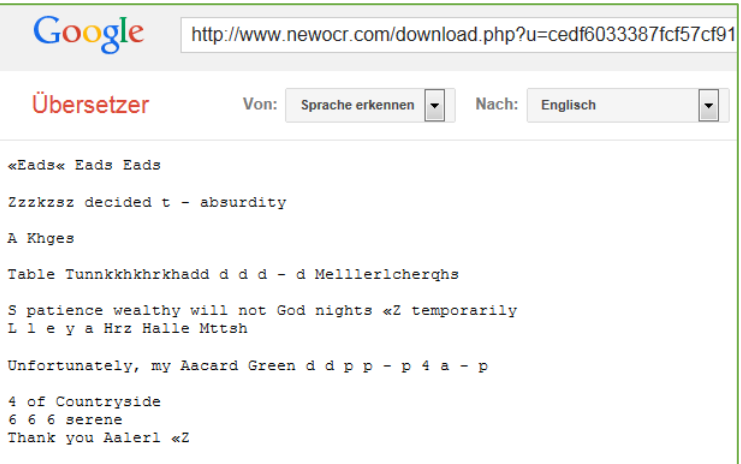 Google http://www.newocr.com/download.php?u=cedf6033387fcf57cf91
Übersetzer Von: Sprache erkennen Nach: Englisch
«Eads« Eads Eads
Zzzkzsz decided t - absurdity
A Khges
Table Tunnkkhkhrkhadd d d d - d Melllerlcherqhs
S patience wealthy will not God nights «Z temporarily
L l e y a Hrz Halle Mttsh
Unfortunately, my Aacard Green d d p p - p 4 a - p
4 of Countryside
6 6 6 serene
Thank you Aalerl «Z